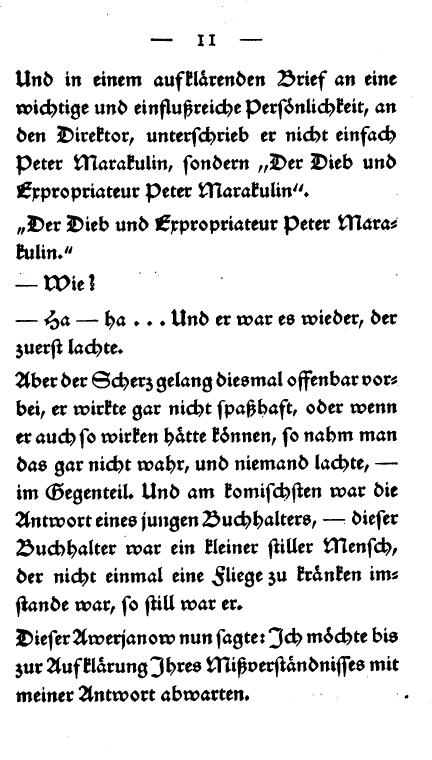 — 11 —
Und in einem aufklärenden Brief an eine
wichtige und einflußreiche Persönlichkeit, an
den Direktor, unterschrieb er nicht einfach
Peter Marakulin, sondern „Der Dieb und
Expropriateur Peter Marakulin“.
„Der Dieb und Expropriateur Peter Mara-
kulin.“
— Wie?
— Ha — ha ... Und er war es wieder, der
zuerst lachte.
Aber der Scherz gelang diesmal offenbar vor-
bei, er wirkte gar nicht spaßhaft, oder wenn
er auch so wirken hätte können, so nahm man
das gar nicht wahr, und niemand lachte, —
im Gegenteil. Und am komischsten war die
Antwort eines jungen Buchhalters, — dieser
Buchhalter war ein kleiner stiller Mensch,
der nicht einmal eine Fliege zu kränken im-
stande war, so still war er.
Dieser Awerjanow nun sagte: Ich möchte bis
zur Aufklärung Ihres Mißverständnisses mit
meiner Antwort abwarten.